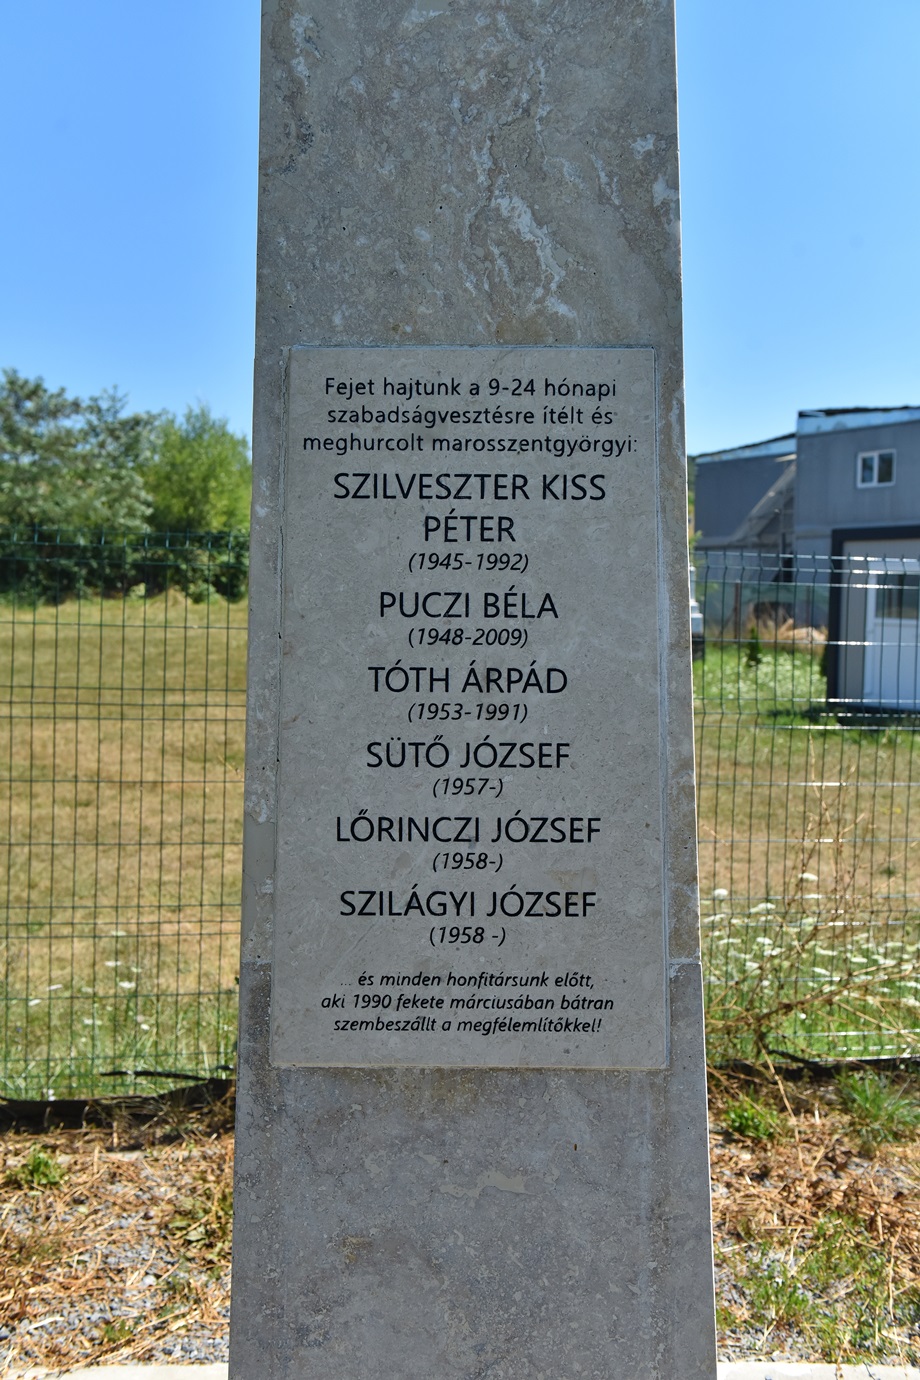 Fejet hajtunk a 9-24 hónapi
szabadságvesztésre ítélt és
meghurcolt marosszentgyörgyi:
SZILVESZTER KISS
PÉTER
(1945-1992)
PUCZI BÉLA
(1948-2009)
TÓTH ÁRPÁD
(1953-1991)
SÜTŐ JÓZSEF
(1957-)
LŐRINCZI JÓZSEF
(1958-)
SZILÁGYI JÓZSEF
(1958 -)
... és minden honfitársunk előtt,
aki 1990 fekete márciusában bátran
szembeszállt a megfélemlítőkkel!